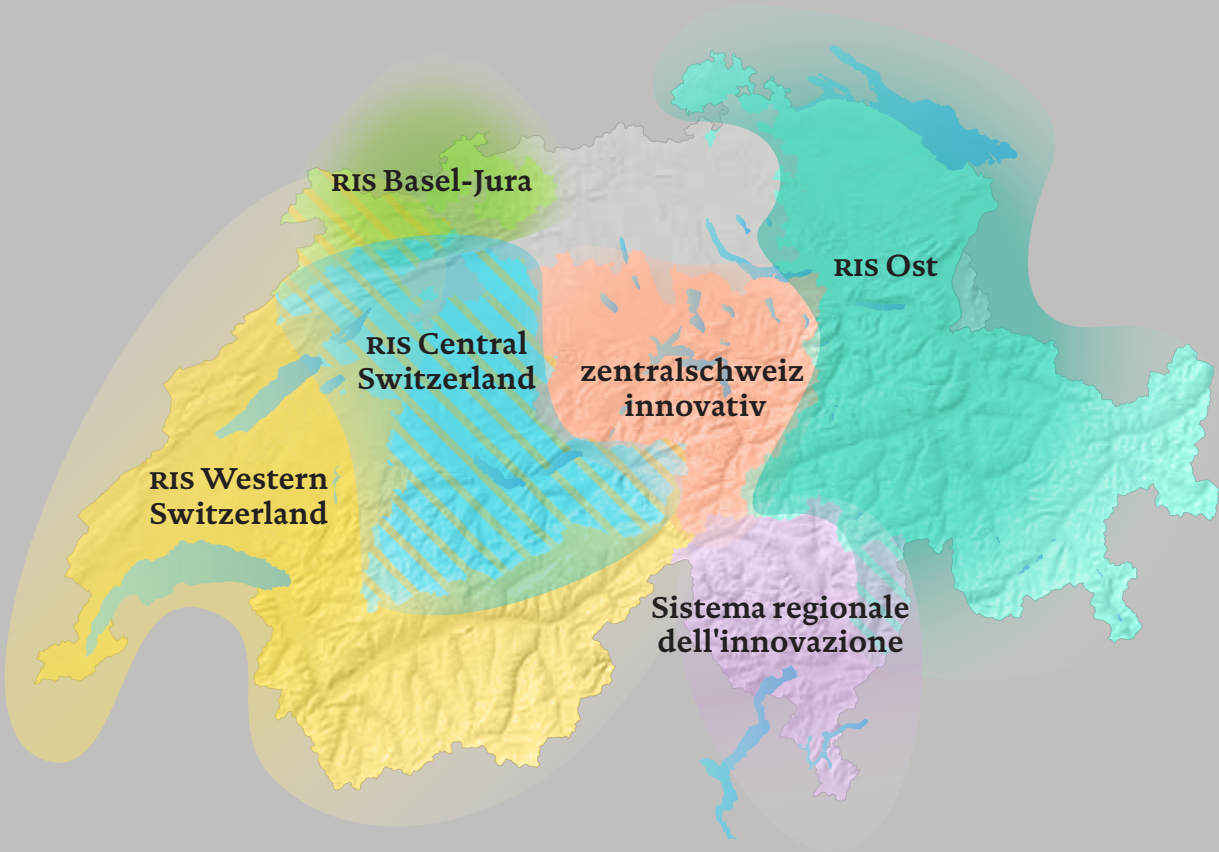 RIS Basel-Jura
RIS Ost
RIS Central
Switzerland
zentralschweiz
innovativ
RIS Western
Switzerland
Sistema regionale
dell'innovazione